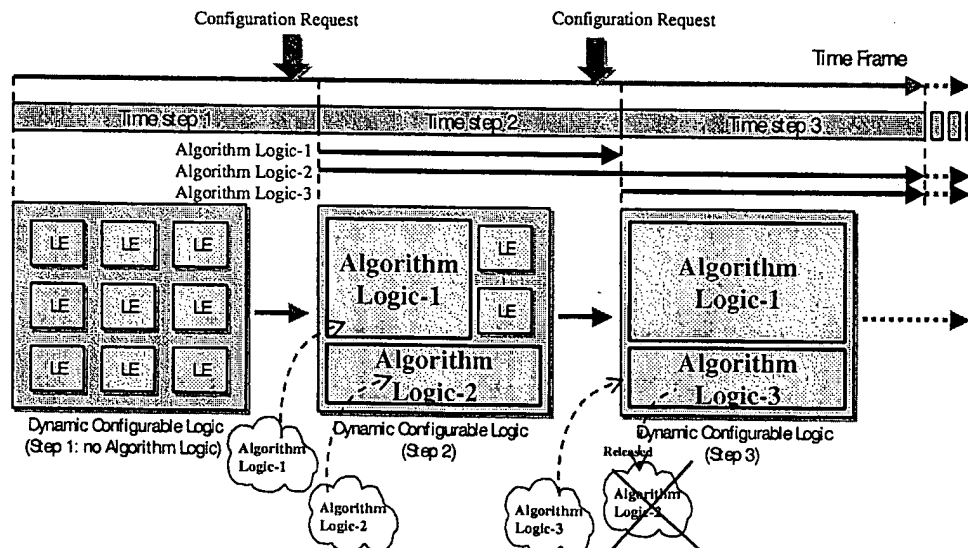 Configuration Request
Configuration Request
Time Frame
Time step 1
Time step 2
Time step 3
Algorithm Logic-1
Algorithm Logic-2
Algorithm Logic-3
LE LE LE
LE LE LE
LE LE LE
Algorithm
Logic-1
LE
LE
Algorithm
Logic-2
Algorithm
Logic-1
Algorithm
Logic-3
Dynamic Configurable Logic
(Step 1: no Algorithm Logic)
Dynamic Configurable Logic
(Step 2)
Dynamic Configurable Logic
(Step 3)
Algorithm
Logic-1
Algorithm
Logic-2
Algorithm
Logic-3
Released
Algorithm
Logic-2